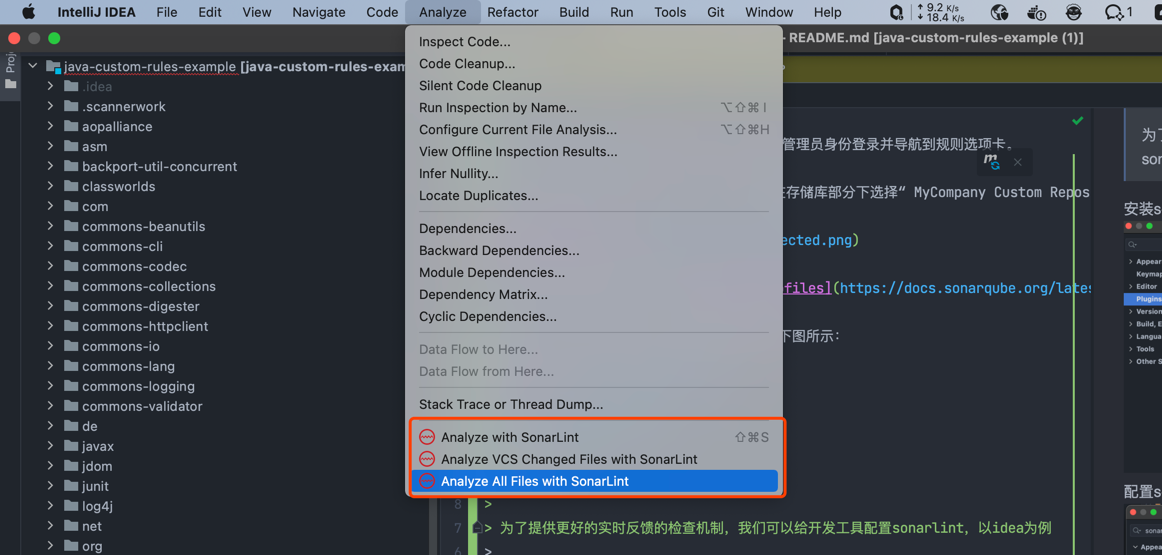 IntelliJ IDEA File Edit View Navigate Code Analyze Refactor Build Run Tools Git Window Help ↑ 9.2 K/s ↓ 18.4 K/s 1
- README.md [java-custom-rules-example (1)]
Proj
java-custom-rules-example [java-custom-rules-exam
.idea
.scannerwork
aopalliance
asm
backport-util-concurrent
classworlds
com
commons-beanutils
commons-cli
commons-codec
commons-collections
commons-digester
commons-httpclient
commons-io
commons-lang
commons-logging
commons-validator
de
javax
jdom
junit
log4j
net
org
Inspect Code...
Code Cleanup...
Silent Code Cleanup
Run Inspection by Name... ⌥⇧⌘I
Configure Current File Analysis... ⌥⇧⌘H
View Offline Inspection Results...
Infer Nullity...
Locate Duplicates...
Dependencies...
Backward Dependencies...
Module Dependencies...
Dependency Matrix...
Cyclic Dependencies...
Data Flow to Here...
Data Flow from Here...
Stack Trace or Thread Dump...
Analyze with SonarLint ⇧⌘S
Analyze VCS Changed Files with SonarLint
Analyze All Files with SonarLint
管理员身份登录并导航到规则选项卡。
m
存储库部分下选择“ MyCompany Custom Repos
ected.png)
files](https://docs.sonarqube.org/lates
下图所示：
8 >
7 > 为了提供更好的实时反馈的检查机制，我们可以给开发工具配置sonarlint，以idea为例
6 >
为了
son
安装s
Appear
Keymap
Editor
Plugins
Version
Build, E
Langua
Tools
Other S
配置s
sonar
Appea